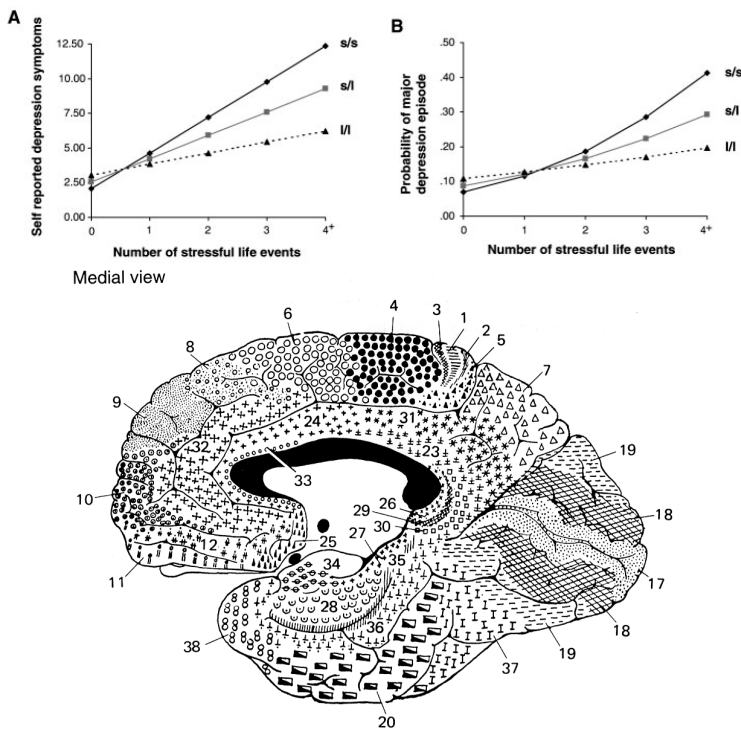 A
Self reported depression symptoms
12.50
10.00
7.50
5.00
2.50
0.00
0 1 2 3 4+
s/s
s/l
l/l
Number of stressful life events
B
Probability of major
depression episode
.50
.40
.30
.20
.10
.00
0 1 2 3 4+
s/s
s/l
l/l
Number of stressful life events
Medial view
6 4 3 1 2 5
8 7
9 24 31
32 23 19
33
10 26 18
29
30
25 27
12 34 35 17
11 28 18
36
38 37 19
20